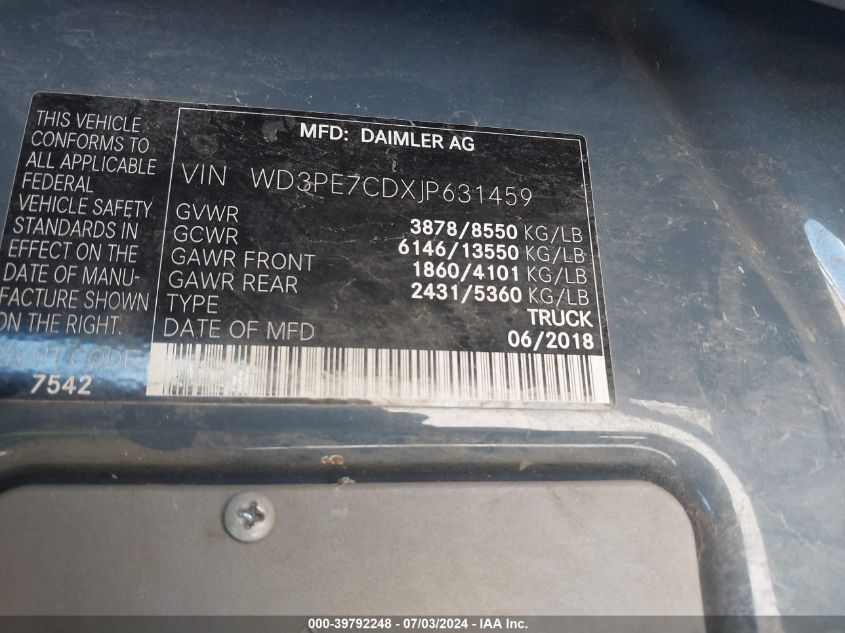 THIS VEHICLE
CONFORMS TO
ALL APPLICABLE
FEDERAL
VEHICLE SAFETY
STANDARDS IN
EFFECT ON THE
DATE OF MANU-
FACTURE SHOWN
ON THE RIGHT.
PAINT CODE
7542
MFD: DAIMLER AG
VIN WD3PE7CDXJP631459
GVWR 3878/8550 KG/LB
GCWR 6146/13550 KG/LB
GAWR FRONT 1860/4101 KG/LB
GAWR REAR 2431/5360 KG/LB
TYPE TRUCK
DATE OF MFD 06/2018
000-39792248 - 07/03/2024 - IAA Inc.